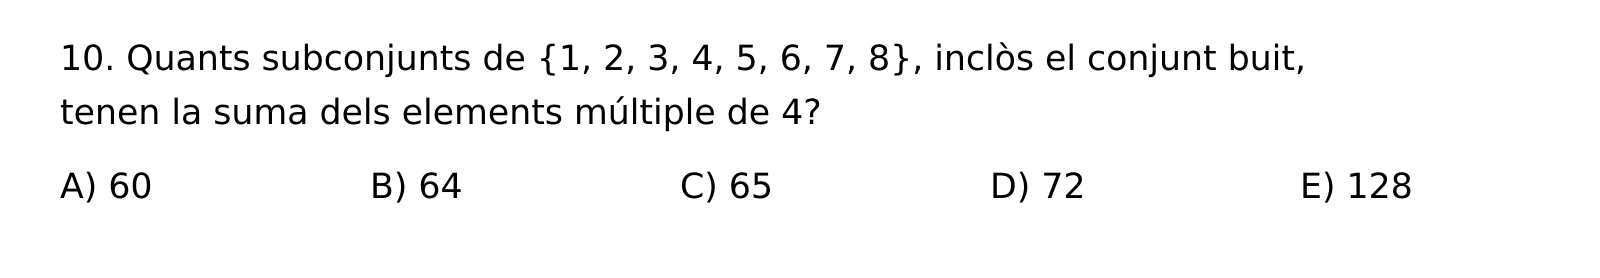 10. Quants subconjunts de {1, 2, 3, 4, 5, 6, 7, 8}, inclòs el conjunt buit,
tenen la suma dels elements múltiple de 4?
A) 60 B) 64 C) 65 D) 72 E) 128